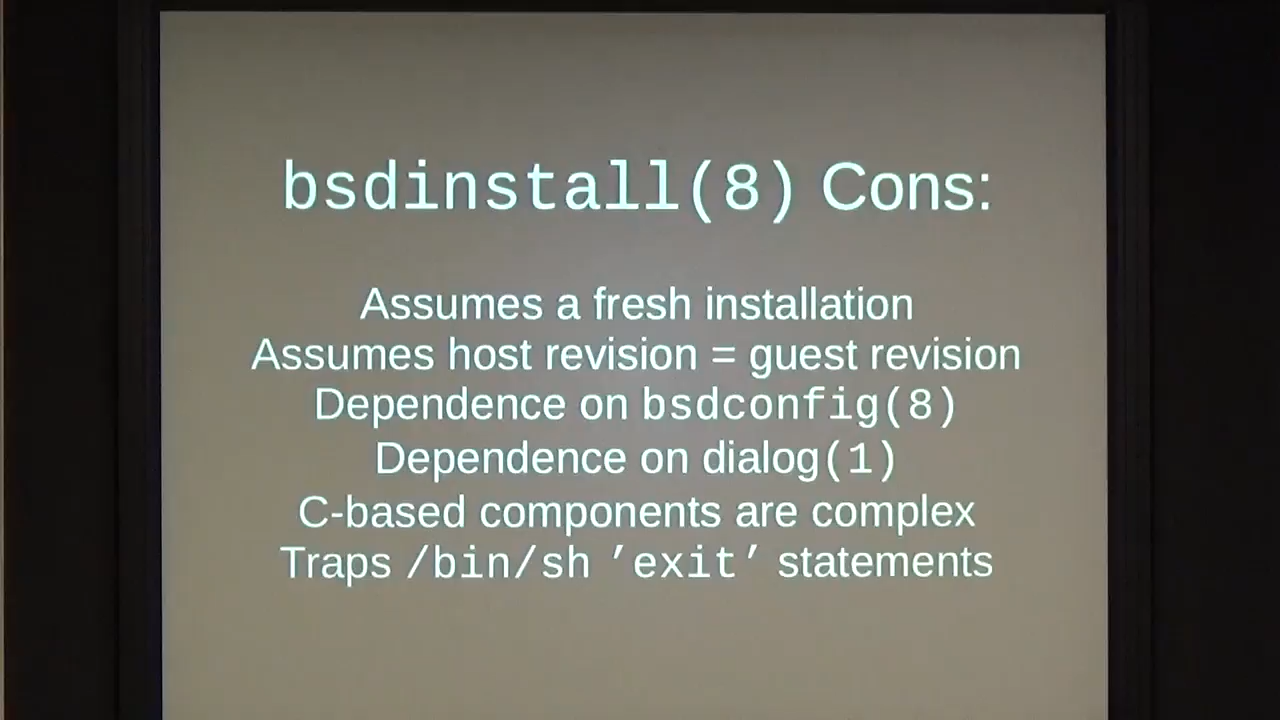 bsdinstall(8) Cons:
Assumes a fresh installation
Assumes host revision = guest revision
Dependence on bsdconfig(8)
Dependence on dialog(1)
C-based components are complex
Traps /bin/sh ’exit’ statements